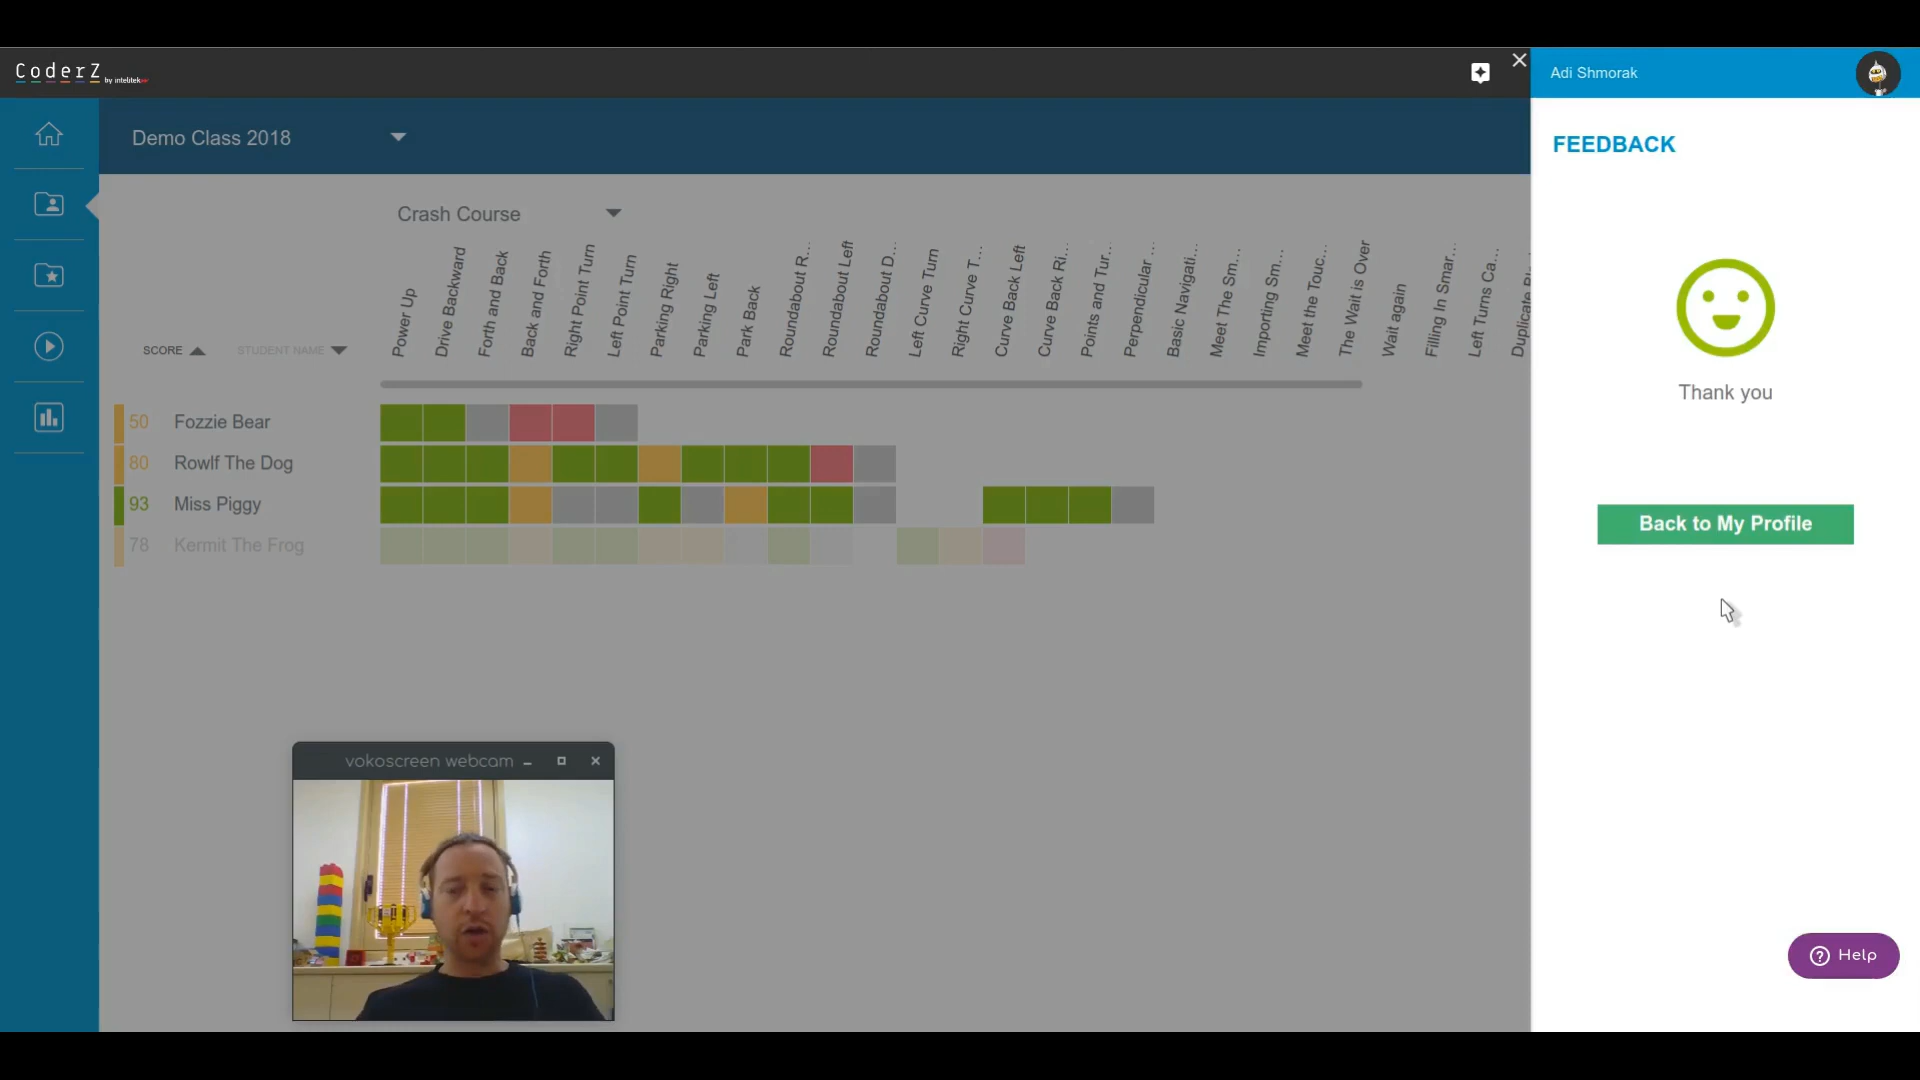 CoderZ by intelitek
Adi Shmorak
Demo Class 2018
FEEDBACK
Crash Course
Power Up
Drive Backward
Forth and Back
Back and Forth
Right Point Turn
Left Point Turn
Parking Right
Parking Left
Park Back
Roundabout R...
Roundabout Left
Roundabout D...
Left Curve Turn
Right Curve T...
Curve Back Left
Curve Back Ri...
Points and Tur...
Perpendicular ...
Basic Navigati...
Meet The Sm...
Importing Sm...
Meet the Touc...
The Wait is Over
Wait again
Filling In Smar...
Left Turns Ca...
SCORE STUDENT NAME
50 Fozzie Bear
80 Rowlf The Dog
93 Miss Piggy
78 Kermit The Frog
Thank you
Back to My Profile
vokoscreen webcam
Help